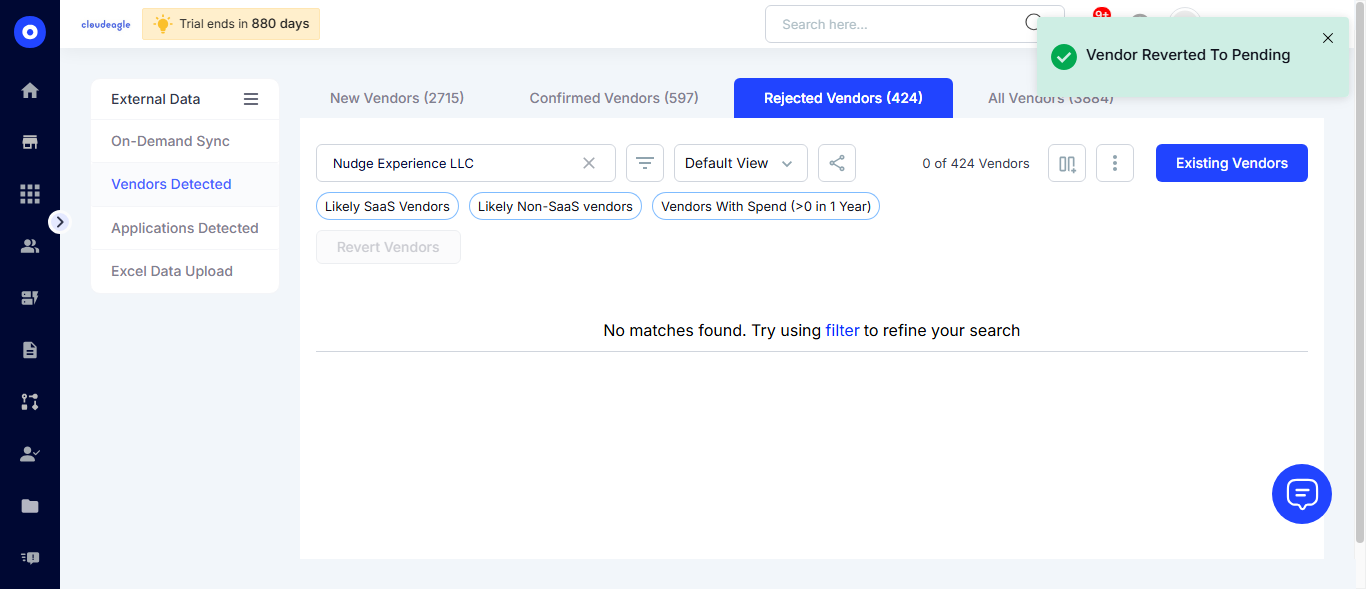 cloudeagle
Trial ends in 880 days
Search here...
9+
Vendor Reverted To Pending
External Data
On-Demand Sync
Vendors Detected
Applications Detected
Excel Data Upload
New Vendors (2715)
Confirmed Vendors (597)
Rejected Vendors (424)
All Vendors (3884)
Nudge Experience LLC
Default View
0 of 424 Vendors
Existing Vendors
Likely SaaS Vendors
Likely Non-SaaS vendors
Vendors With Spend (>0 in 1 Year)
Revert Vendors
No matches found. Try using filter to refine your search